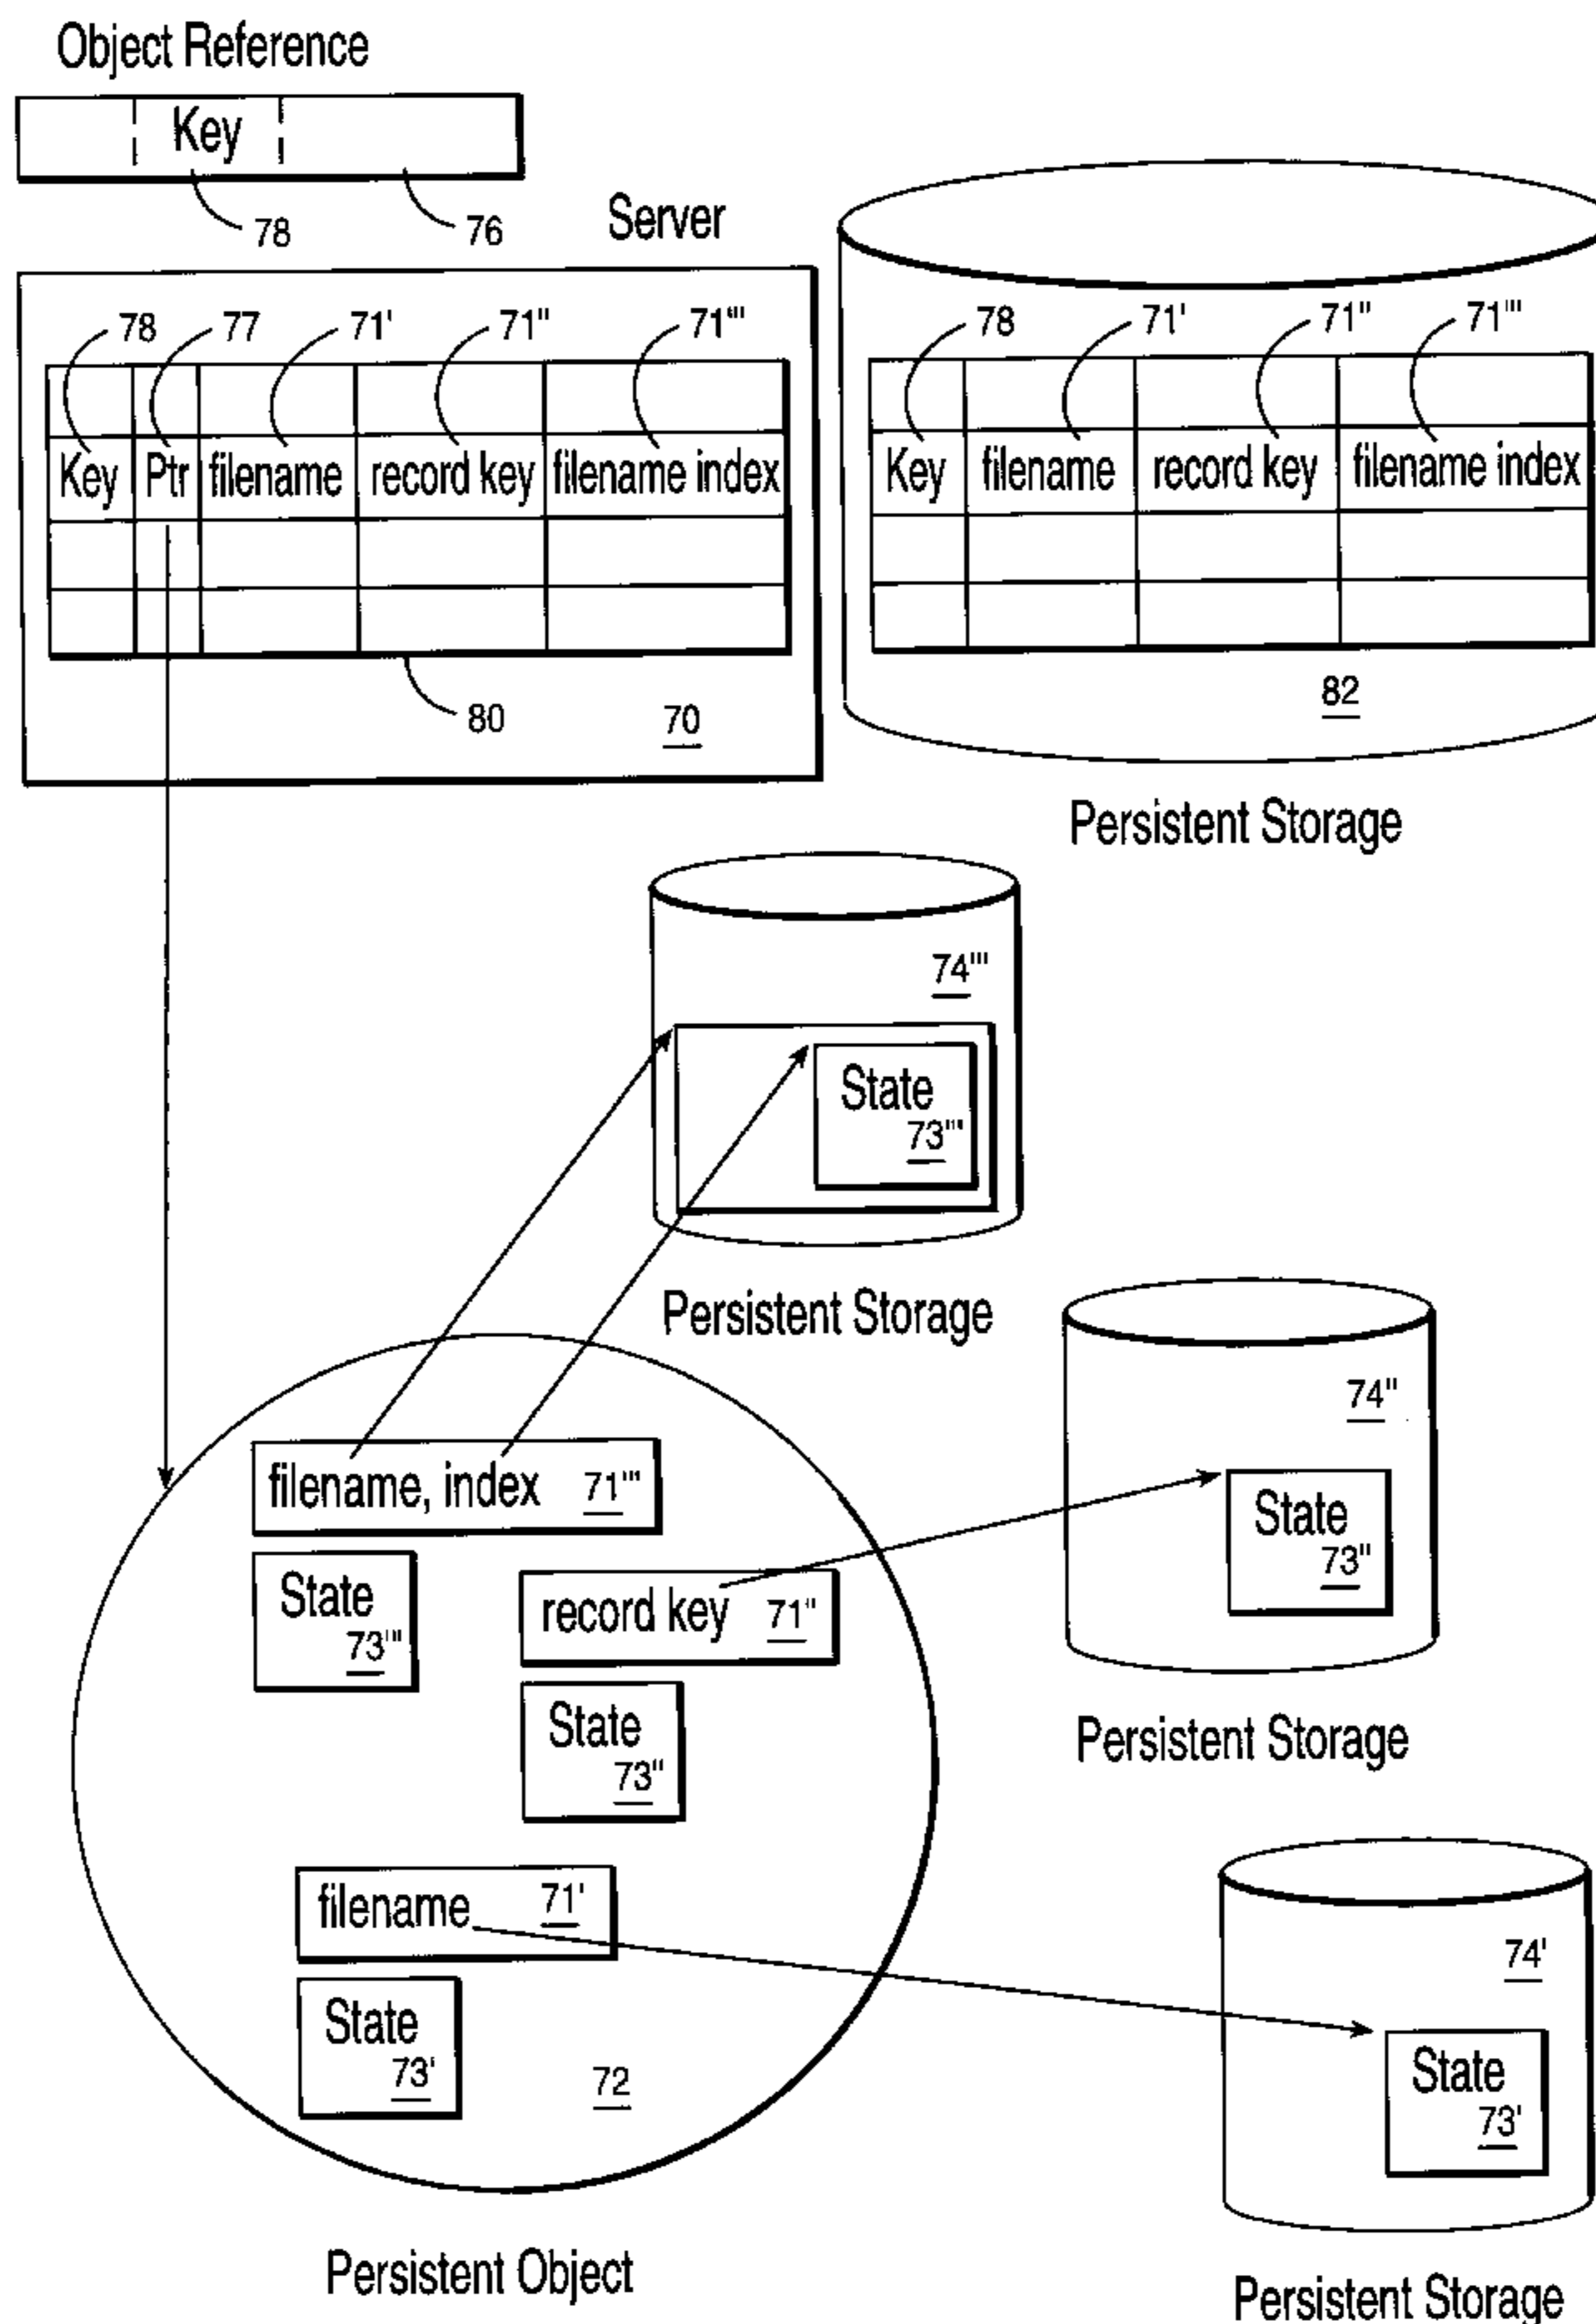 Object Reference
Key
78
76
Server
78 77 71' 71" 71'"
Key Ptr filename record key filename index
80
70
78 71' 71" 71'"
Key filename record key filename index
82
Persistent Storage
74'"
State
73'"
Persistent Storage
74"
State
73"
Persistent Storage
filename, index 71'"
State
73'"
record key 71"
State
73"
filename 71'
State
73'
72
Persistent Object
74'
State
73'
Persistent Storage